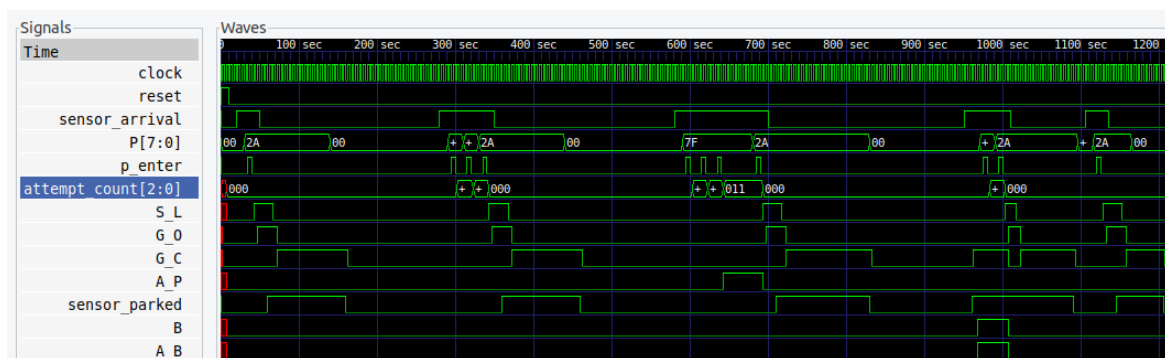 Signals
Waves
Time
0 100 sec 200 sec 300 sec 400 sec 500 sec 600 sec 700 sec 800 sec 900 sec 1000 sec 1100 sec 1200
clock
reset
sensor_arrival
P[7:0] 00 2A 00 + + 2A 00 7F 2A 00 + 2A + 2A 00
p_enter
attempt_count[2:0] 000 + + 000 + + 011 000 + 000
S_L
G_O
G_C
A_P
sensor_parked
B
A_B